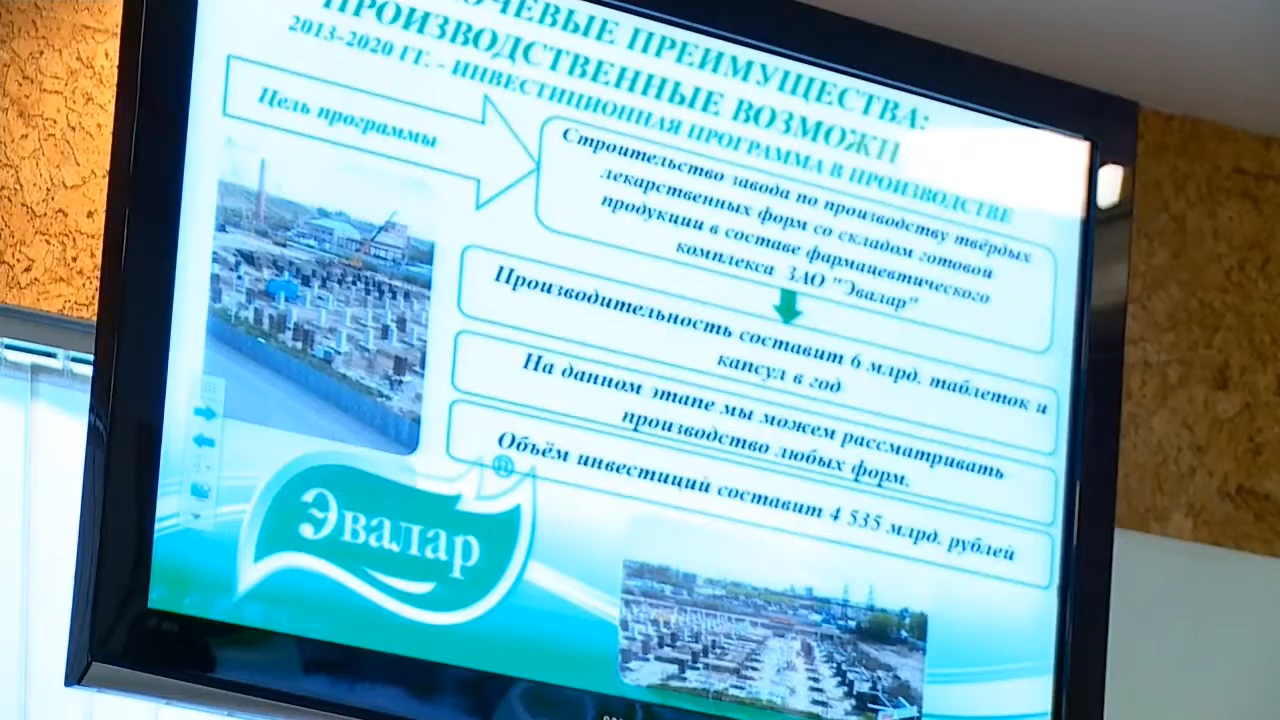 ПРЕИМУЩЕСТВА:
ПРОИЗВОДСТВЕННЫЕ
2013-2020 ГГ. - ИНВЕСТИЦИОННАЯ ПРОГРАММА В ПРОИЗВОДСТВЕ
Цель программы
Строительство завода по производству твёрдых
лекарственных форм со складом готовой
продукции в составе фармацевтического
комплекса ЗАО "Эвалар"
Производительность составит 6 млрд. таблеток и
капсул в год
На данном этапе мы можем рассматривать
производство любых форм.
Объём инвестиций составит 4 535 млрд. рублей
Эвалар
®